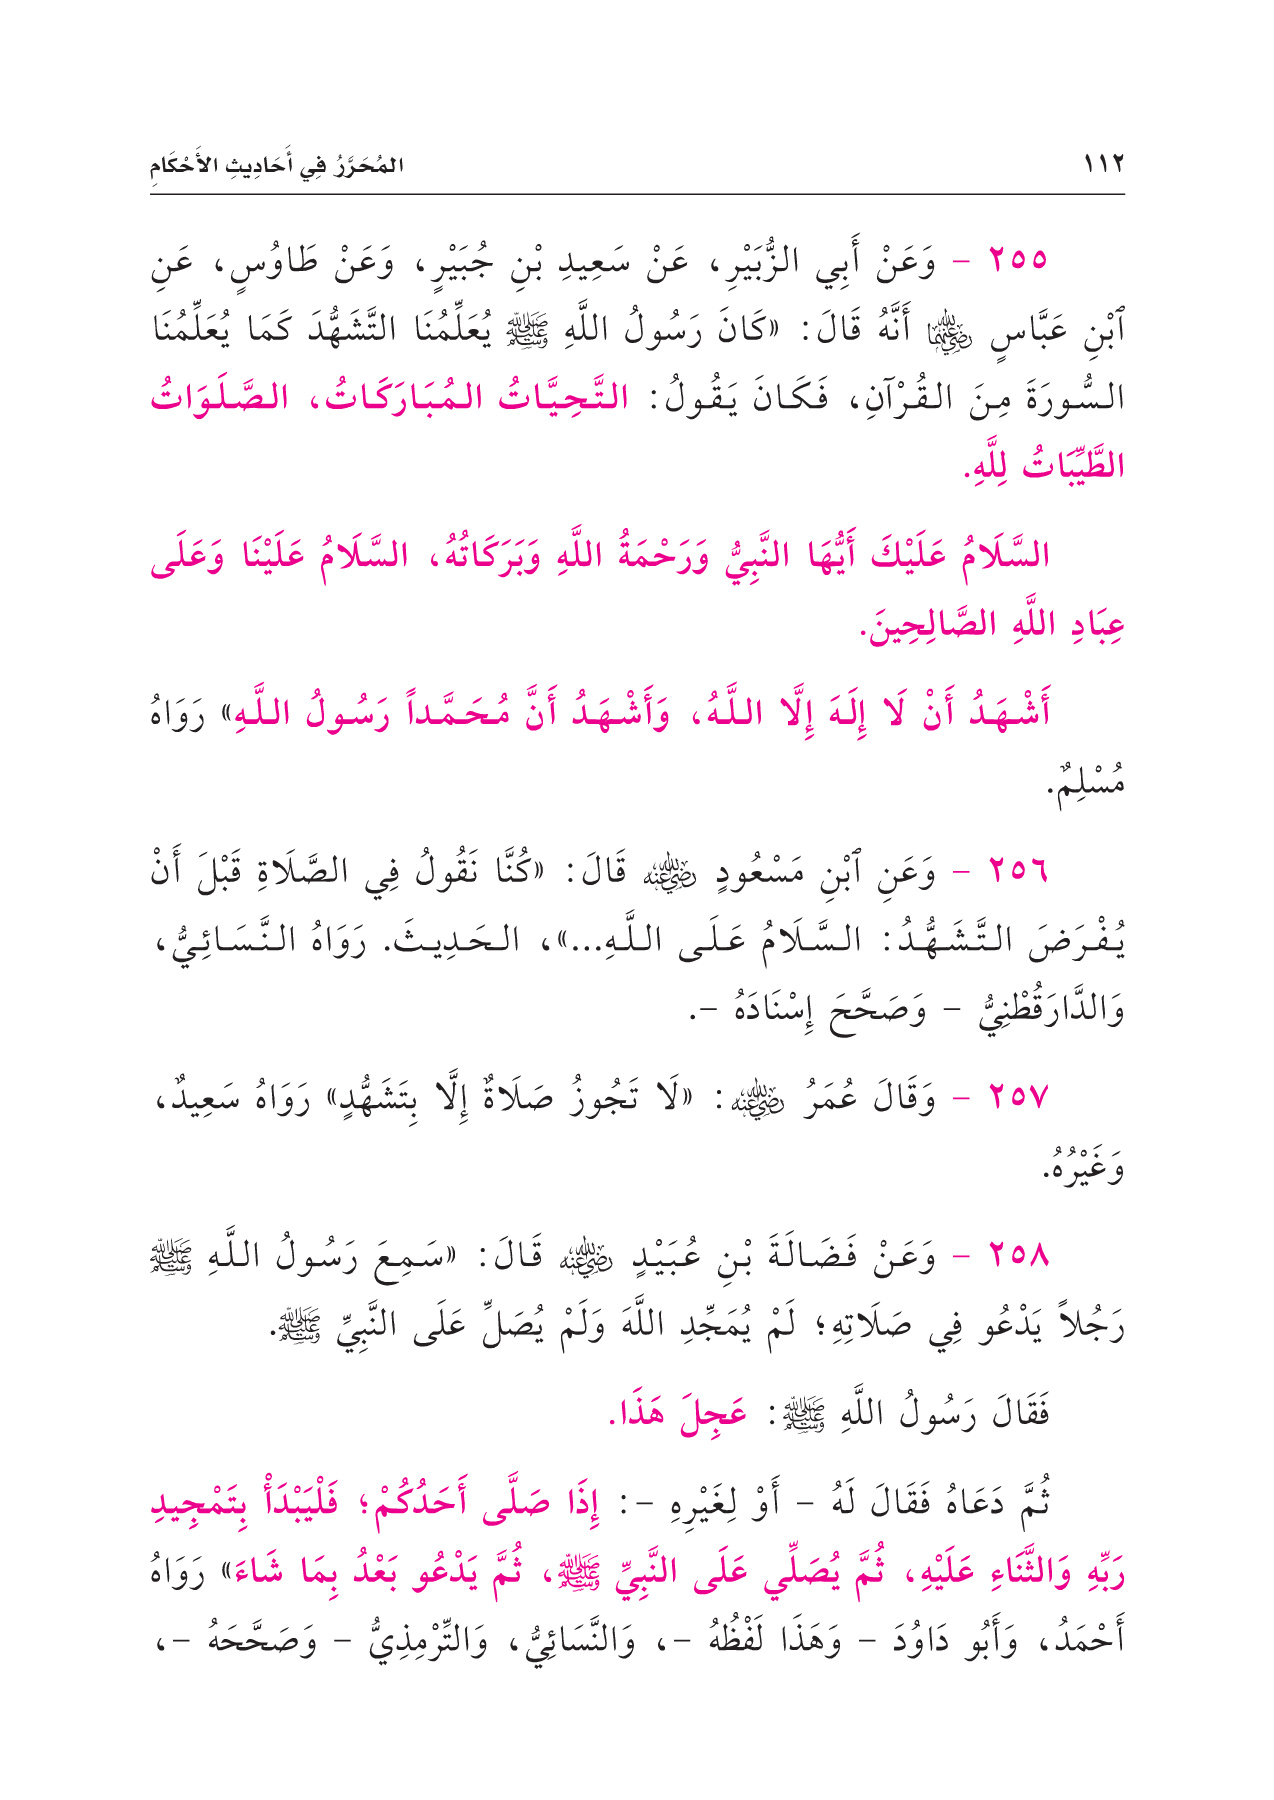 ١١٢ المُحَرَّرُ فِي أَحَادِيثِ الأَحْكَامِ
٢٥٥ - وَعَنْ أَبِي الزُّبَيْرِ، عَنْ سَعِيدِ بْنِ جُبَيْرٍ، وَعَنْ طَاوُسٍ، عَنِ
ٱبْنِ عَبَّاسٍ رَضِيَ اللَّهُ عَنْهُمَا أَنَّهُ قَالَ: «كَانَ رَسُولُ اللَّهِ ﷺ يُعَلِّمُنَا التَّشَهُّدَ كَمَا يُعَلِّمُنَا
السُّورَةَ مِنَ القُرْآنِ، فَكَانَ يَقُولُ: التَّحِيَّاتُ المُبَارَكَاتُ، الصَّلَوَاتُ
الطَّيِّبَاتُ لِلَّهِ.
السَّلَامُ عَلَيْكَ أَيُّهَا النَّبِيُّ وَرَحْمَةُ اللَّهِ وَبَرَكَاتُهُ، السَّلَامُ عَلَيْنَا وَعَلَى
عِبَادِ اللَّهِ الصَّالِحِينَ.
أَشْهَدُ أَنْ لَا إِلَهَ إِلَّا اللَّهُ، وَأَشْهَدُ أَنَّ مُحَمَّداً رَسُولُ اللَّهِ» رَوَاهُ
مُسْلِمٌ.
٢٥٦ - وَعَنِ ٱبْنِ مَسْعُودٍ رَضِيَ اللَّهُ عَنْهُ قَالَ: «كُنَّا نَقُولُ فِي الصَّلَاةِ قَبْلَ أَنْ
يُفْرَضَ التَّشَهُّدُ: السَّلَامُ عَلَى اللَّهِ...»، الحَدِيثَ. رَوَاهُ النَّسَائِيُّ،
وَالدَّارَقُطْنِيُّ - وَصَحَّحَ إِسْنَادَهُ -.
٢٥٧ - وَقَالَ عُمَرُ رَضِيَ اللَّهُ عَنْهُ: «لَا تَجُوزُ صَلَاةٌ إِلَّا بِتَشَهُّدٍ» رَوَاهُ سَعِيدٌ،
وَغَيْرُهُ.
٢٥٨ - وَعَنْ فَضَالَةَ بْنِ عُبَيْدٍ رَضِيَ اللَّهُ عَنْهُ قَالَ: «سَمِعَ رَسُولُ اللَّهِ ﷺ
رَجُلاً يَدْعُو فِي صَلَاتِهِ؛ لَمْ يُمَجِّدِ اللَّهَ وَلَمْ يُصَلِّ عَلَى النَّبِيِّ ﷺ.
فَقَالَ رَسُولُ اللَّهِ ﷺ: عَجِلَ هَذَا.
ثُمَّ دَعَاهُ فَقَالَ لَهُ - أَوْ لِغَيْرِهِ -: إِذَا صَلَّى أَحَدُكُمْ؛ فَلْيَبْدَأْ بِتَمْجِيدِ
رَبِّهِ وَالثَّنَاءِ عَلَيْهِ، ثُمَّ يُصَلِّي عَلَى النَّبِيِّ ﷺ، ثُمَّ يَدْعُو بَعْدُ بِمَا شَاءَ» رَوَاهُ
أَحْمَدُ، وَأَبُو دَاوُدَ - وَهَذَا لَفْظُهُ -، وَالنَّسَائِيُّ، وَالتِّرْمِذِيُّ - وَصَحَّحَهُ -،